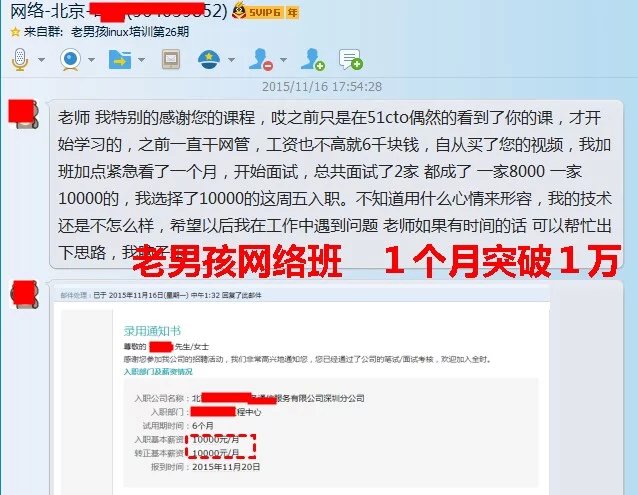 网络-北京-
SVIP6 年
来自群: 老男孩linux培训第26期
2015/11/16 17:54:28
老师 我特别的感谢您的课程，哎之前只是在51cto偶然的看到了你的课，才开
始学习的，之前一直干网管，工资也不高就6千块钱，自从买了您的视频，我加
班加点紧急看了一个月，开始面试，总共面试了2家 都成了 一家8000 一家
10000的，我选择了10000的这周五入职。不知道用什么心情来形容，我的技术
还是不怎么样，希望以后我在工作中遇到问题 老师如果有时间的话 可以帮忙出
下思路，我
老男孩网络班 1个月突破1万
邮件处理：已于 2015年11月16日(星期一) 中午1:32 回复了此邮件
录用通知书
尊敬的 先生/女士
感谢您参加我公司的招聘活动，我们非常高兴地通知您，您已经通过了公司的笔试/面试考核，欢迎加入全时。
入职部门及薪资情况
入职公司名称： 服务有限公司深圳分公司
入职部门： 程中心
试用期时间： 6个月
入职基本薪资： 10000元/月
转正基本薪资： 10000元/月
报到时间： 2015年11月20日